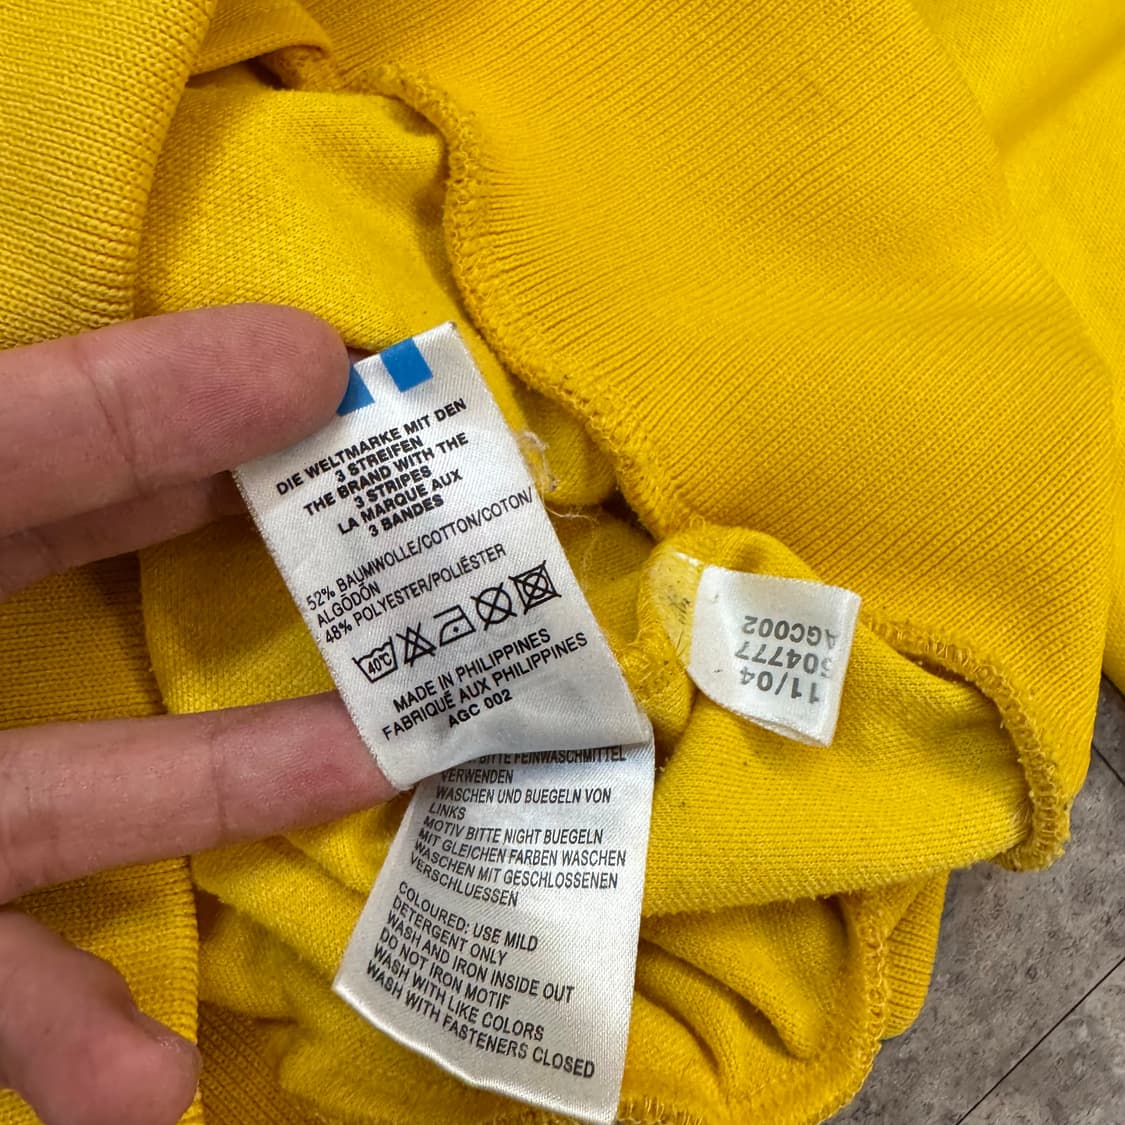 DIE WELTMARKE MIT DEN
3 STREIFEN
THE BRAND WITH THE
3 STRIPES
LA MARQUE AUX
3 BANDES
52% BAUMWOLLE/COTTON/COTON/
ALGODÓN
48% POLYESTER/POLIÉSTER
40°C
MADE IN PHILIPPINES
FABRIQUÉ AUX PHILIPPINES
AGC 002
BITTE FEINWASCHMITTEL
VERWENDEN
WASCHEN UND BUEGELN VON
LINKS
MOTIV BITTE NIGHT BUEGELN
MIT GLEICHEN FARBEN WASCHEN
WASCHEN MIT GESCHLOSSENEN
VERSCHLUESSEN
COLOURED: USE MILD
DETERGENT ONLY
WASH AND IRON INSIDE OUT
DO NOT IRON MOTIF
WASH WITH LIKE COLORS
WASH WITH FASTENERS CLOSED
11/04
504777
AGC002